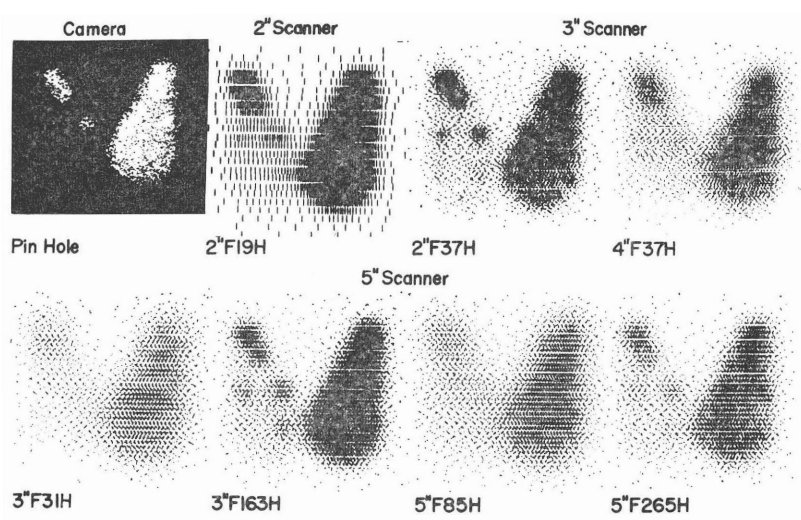 Camera
2" Scanner
3" Scanner
Pin Hole
2"F19H
2"F37H
4"F37H
5" Scanner
3"F31H
3"F163H
5"F85H
5"F265H